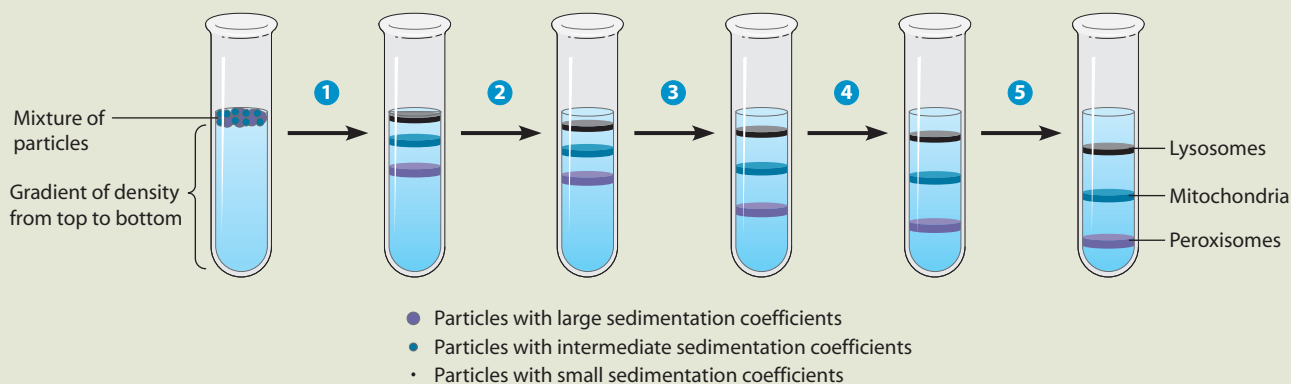 1
2
3
4
5
Mixture of
particles
Gradient of density
from top to bottom
Lysosomes
Mitochondria
Peroxisomes
Particles with large sedimentation coefficients
Particles with intermediate sedimentation coefficients
Particles with small sedimentation coefficients